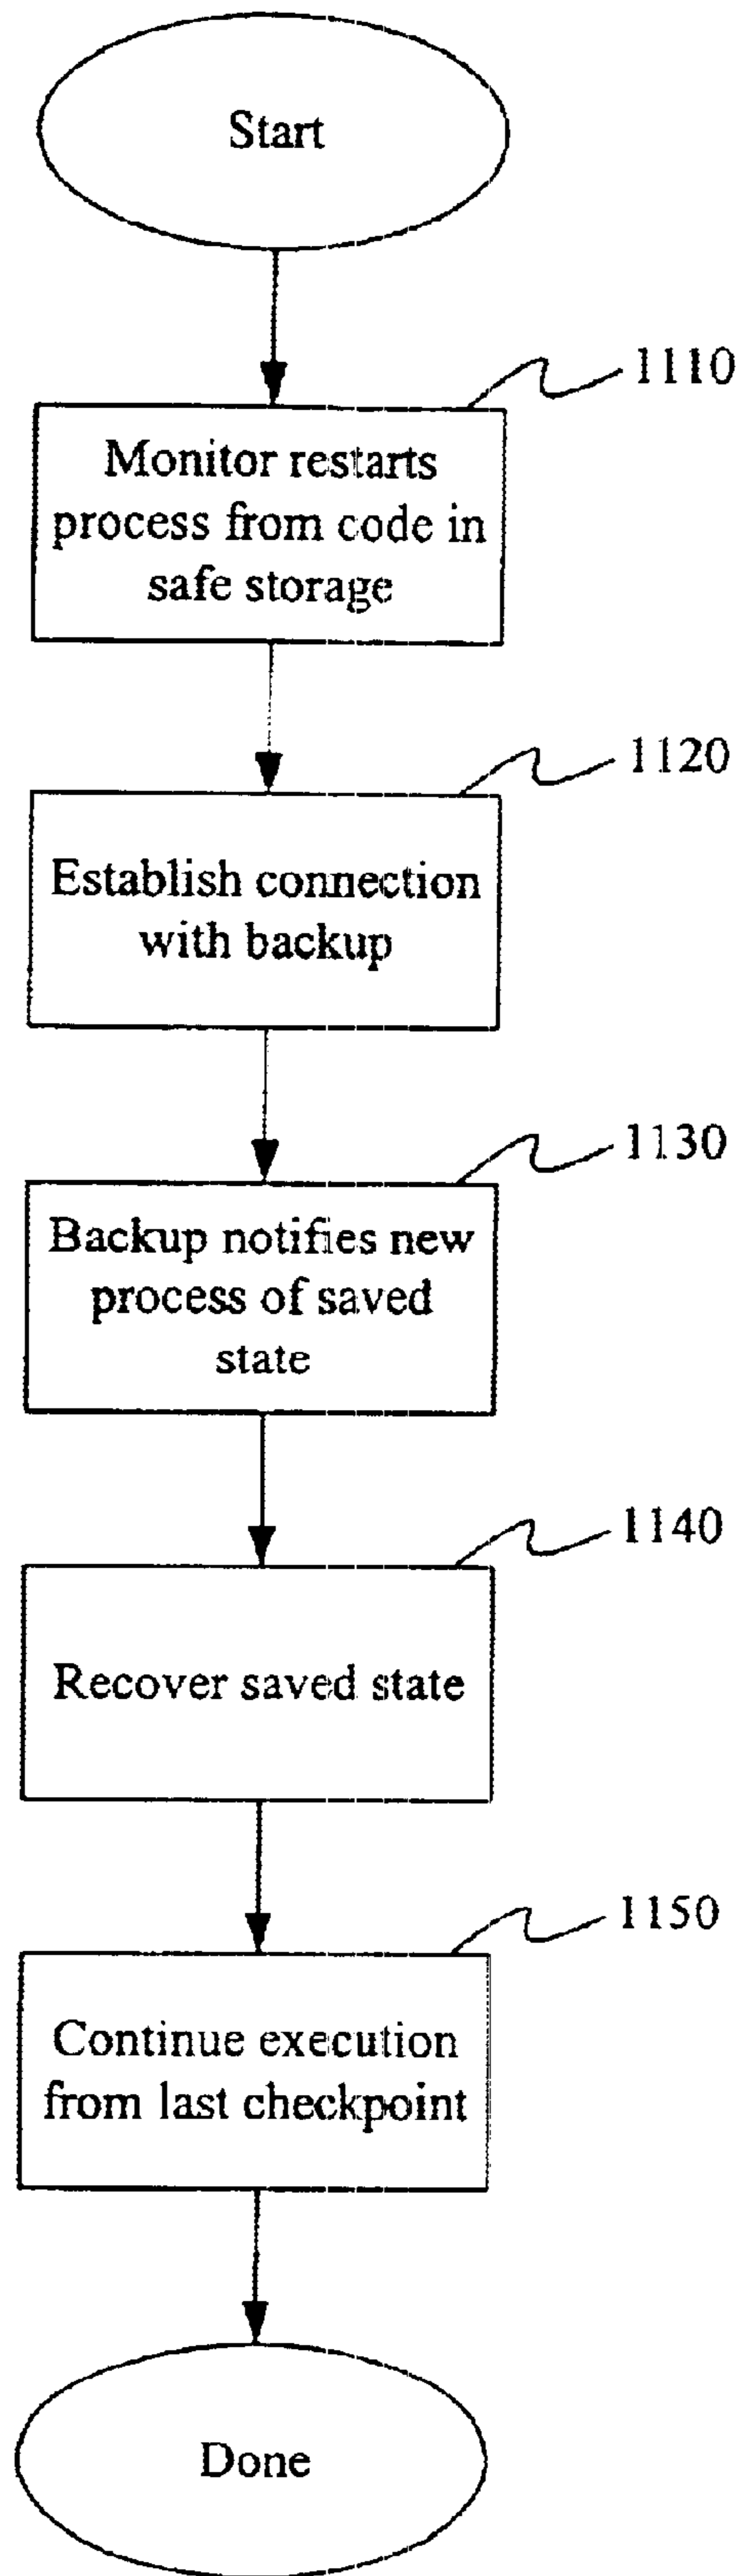 Start
1110
Monitor restarts
process from code in
safe storage
1120
Establish connection
with backup
1130
Backup notifies new
process of saved
state
1140
Recover saved state
1150
Continue execution
from last checkpoint
Done